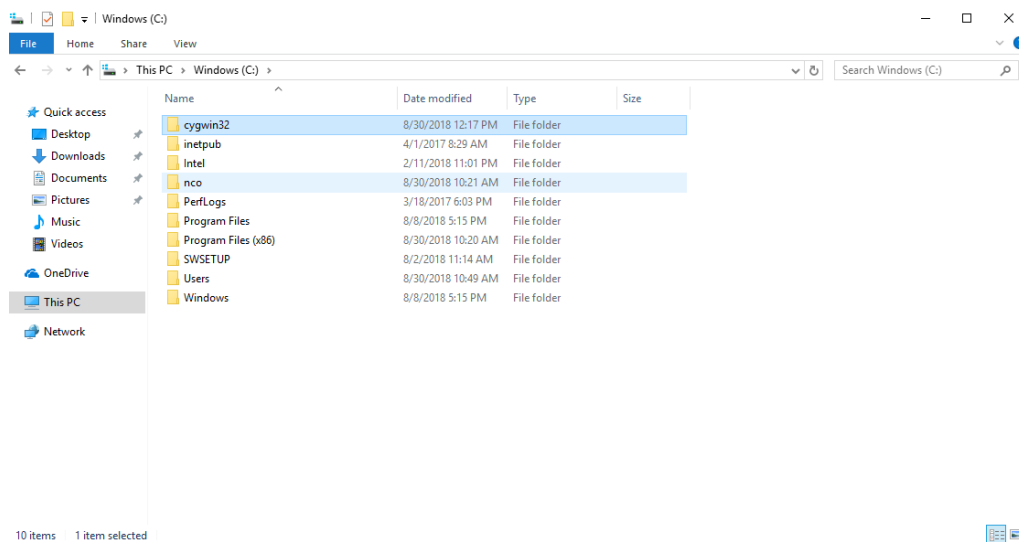 Windows (C:)
File Home Share View
This PC Windows (C:) Search Windows (C:)
Name Date modified Type Size
Quick access
Desktop
Downloads
Documents
Pictures
Music
Videos
OneDrive
This PC
Network
cygwin32 8/30/2018 12:17 PM File folder
inetpub 4/1/2017 8:29 AM File folder
Intel 2/11/2018 11:01 PM File folder
nco 8/30/2018 10:21 AM File folder
PerfLogs 3/18/2017 6:03 PM File folder
Program Files 8/8/2018 5:15 PM File folder
Program Files (x86) 8/30/2018 10:20 AM File folder
SWSETUP 8/2/2018 11:14 AM File folder
Users 8/30/2018 10:49 AM File folder
Windows 8/8/2018 5:15 PM File folder
10 items 1 item selected